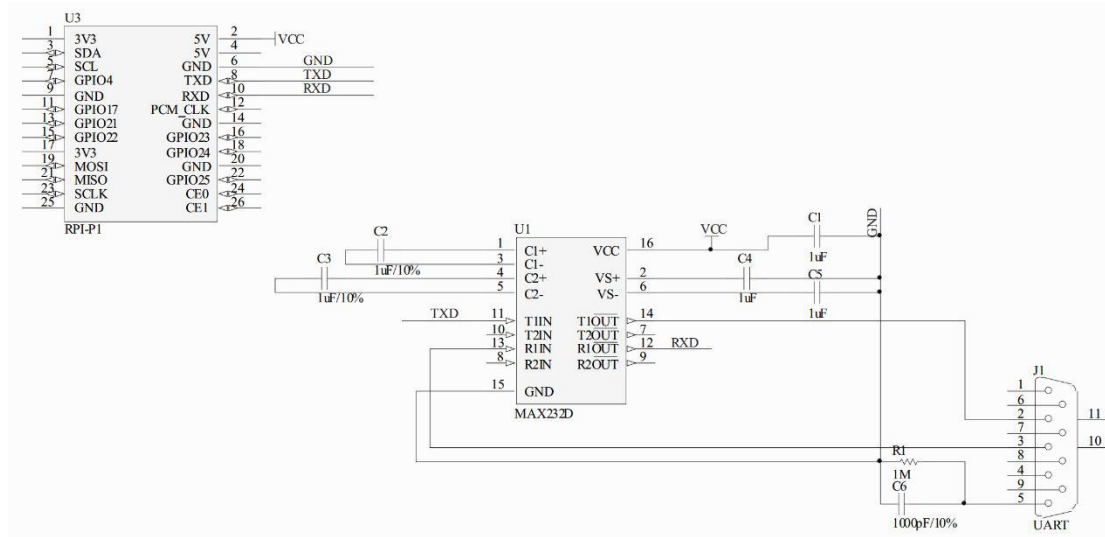 U3
1 3V3 5V 2 VCC
3 SDA 5V 4
5 SCL GND 6 GND
7 GPIO4 TXD 8 TXD
9 GND RXD 10 RXD
11 GPIO17 PCM_CLK 12
13 GPIO21 GND 14
15 GPIO22 GPIO23 16
17 3V3 GPIO24 18
19 MOSI GND 20
21 MISO GPIO25 22
23 SCLK CE0 24
25 GND CE1 26
RPI-P1
C2
1uF/10%
C3
1uF/10%
U1
1 C1+ VCC 16
3 C1-
4 C2+ VS+ 2
5 C2- VS- 6
TXD 11 T1IN T1OUT 14
10 T2IN T2OUT 7
13 R1IN R1OUT 12 RXD
8 R2IN R2OUT 9
15 GND
MAX232D
VCC
C1
1uF
GND
C4
1uF
C5
1uF
J1
1
6
2 11
7
3 10
8
4
9
5
UART
R1
1M
C6
1000pF/10%